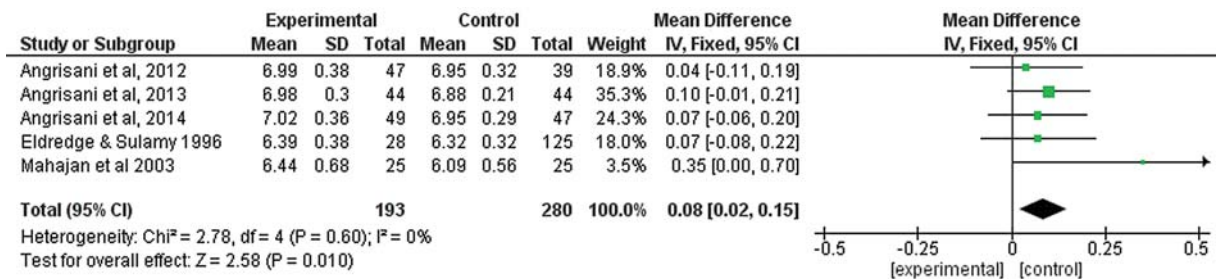 Experimental Control Mean Difference Mean Difference
Study or Subgroup Mean SD Total Mean SD Total Weight IV, Fixed, 95% CI IV, Fixed, 95% CI
Angrisani et al, 2012 6.99 0.38 47 6.95 0.32 39 18.9% 0.04 [-0.11, 0.19]
Angrisani et al, 2013 6.98 0.3 44 6.88 0.21 44 35.3% 0.10 [-0.01, 0.21]
Angrisani et al, 2014 7.02 0.36 49 6.95 0.29 47 24.3% 0.07 [-0.06, 0.20]
Eldredge & Sulamy 1996 6.39 0.38 28 6.32 0.32 125 18.0% 0.07 [-0.08, 0.22]
Mahajan et al 2003 6.44 0.68 25 6.09 0.56 25 3.5% 0.35 [0.00, 0.70]
Total (95% CI) 193 280 100.0% 0.08 [0.02, 0.15]
Heterogeneity: Chi² = 2.78, df = 4 (P = 0.60); I² = 0%
Test for overall effect: Z = 2.58 (P = 0.010)
-0.5 -0.25 0 0.25 0.5
[experimental] [control]